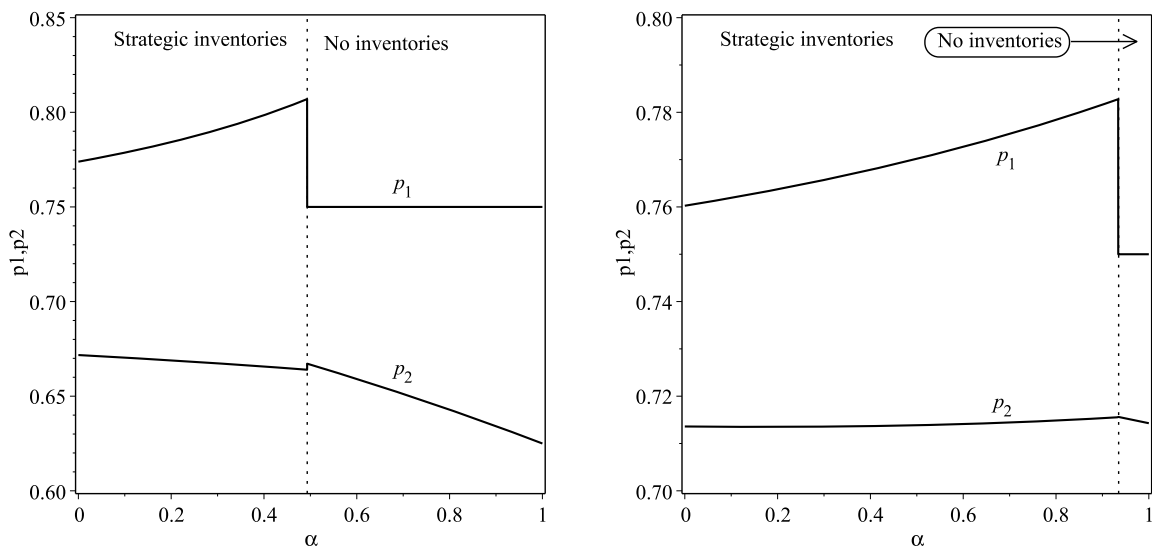 0.85
Strategic inventories
No inventories
0.80
p1
0.75
p1,p2
0.70
p2
0.65
0.60
0
0.2
0.4
0.6
0.8
1
α
0.80
Strategic inventories
No inventories
0.78
p1
0.76
p1,p2
0.74
0.72
p2
0.70
0
0.2
0.4
0.6
0.8
1
α